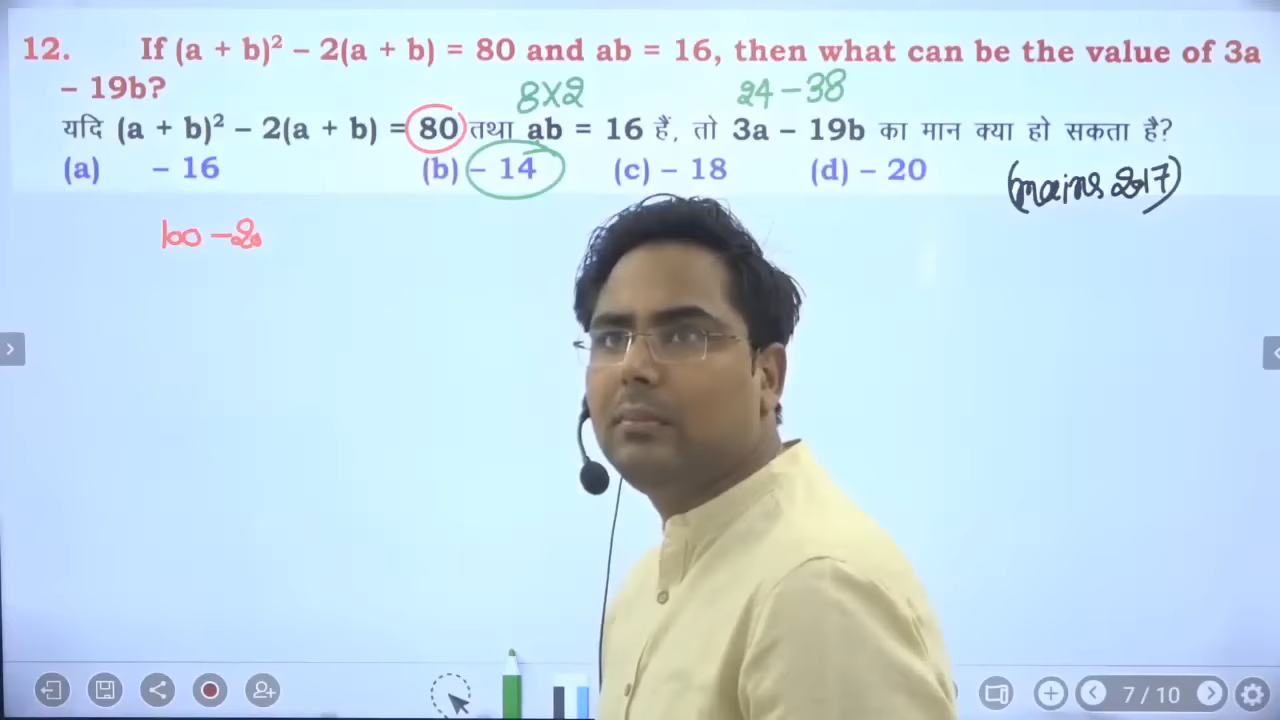 12. If (a + b)² – 2(a + b) = 80 and ab = 16, then what can be the value of 3a
– 19b?
8×2 24–38
यदि (a + b)² – 2(a + b) = 80 तथा ab = 16 हैं, तो 3a – 19b का मान क्या हो सकता है?
(a) – 16 (b) – 14 (c) – 18 (d) – 20
(mains 2017)
100 –20
7 / 10